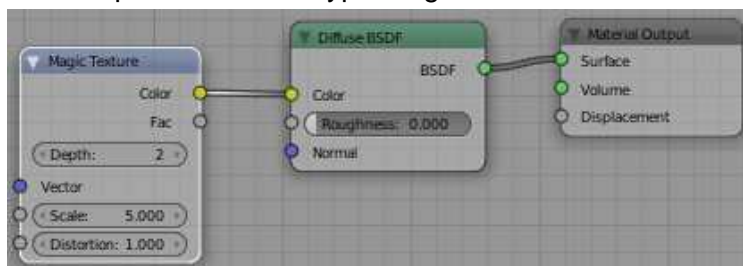 Magic Texture
Color
Fac
Depth: 2
Vector
Scale: 5.000
Distortion: 1.000
Diffuse BSDF
BSDF
Color
Roughness: 0.000
Normal
Material Output
Surface
Volume
Displacement